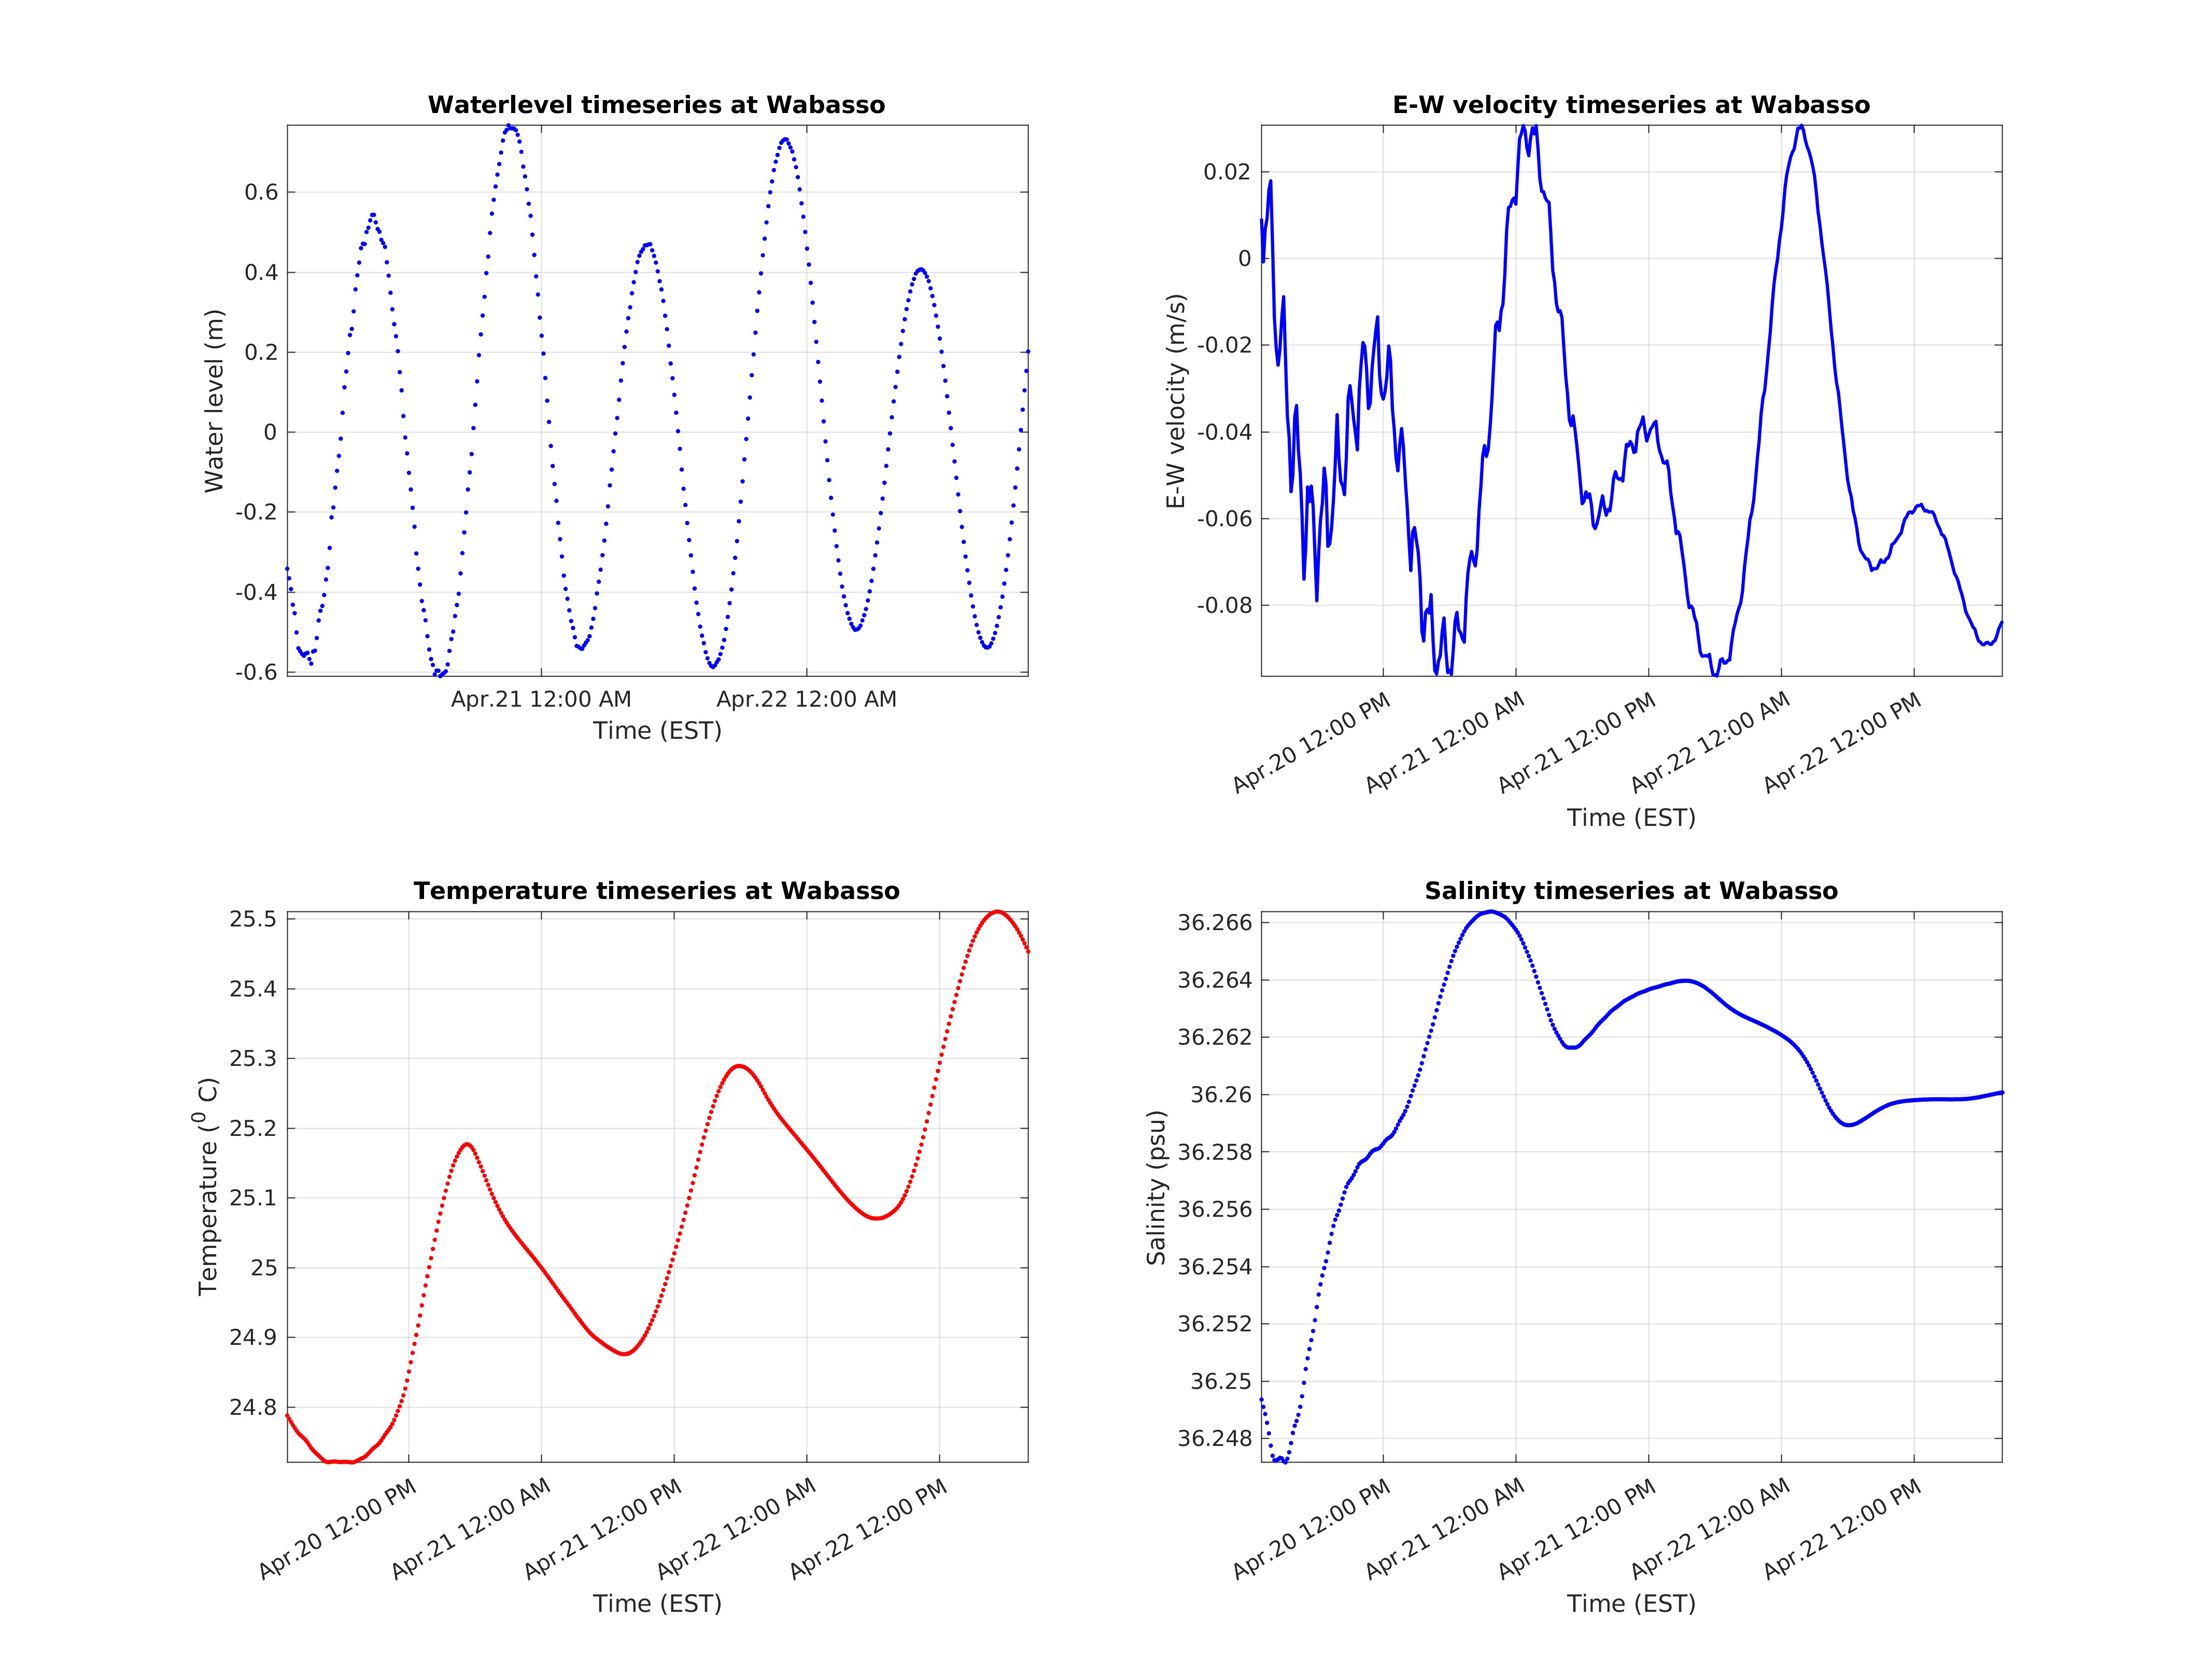 Waterlevel timeseries at Wabasso
0.6
0.4
0.2
0
-0.2
-0.4
-0.6
Water level (m)
Apr.21 12:00 AM
Apr.22 12:00 AM
Time (EST)
E-W velocity timeseries at Wabasso
0.02
0
-0.02
-0.04
-0.06
-0.08
E-W velocity (m/s)
Apr.20 12:00 PM
Apr.21 12:00 AM
Apr.21 12:00 PM
Apr.22 12:00 AM
Apr.22 12:00 PM
Time (EST)
Temperature timeseries at Wabasso
25.5
25.4
25.3
25.2
25.1
25
24.9
24.8
Temperature (⁰ C)
Apr.20 12:00 PM
Apr.21 12:00 AM
Apr.21 12:00 PM
Apr.22 12:00 AM
Apr.22 12:00 PM
Time (EST)
Salinity timeseries at Wabasso
36.266
36.264
36.262
36.26
36.258
36.256
36.254
36.252
36.25
36.248
Salinity (psu)
Apr.20 12:00 PM
Apr.21 12:00 AM
Apr.21 12:00 PM
Apr.22 12:00 AM
Apr.22 12:00 PM
Time (EST)